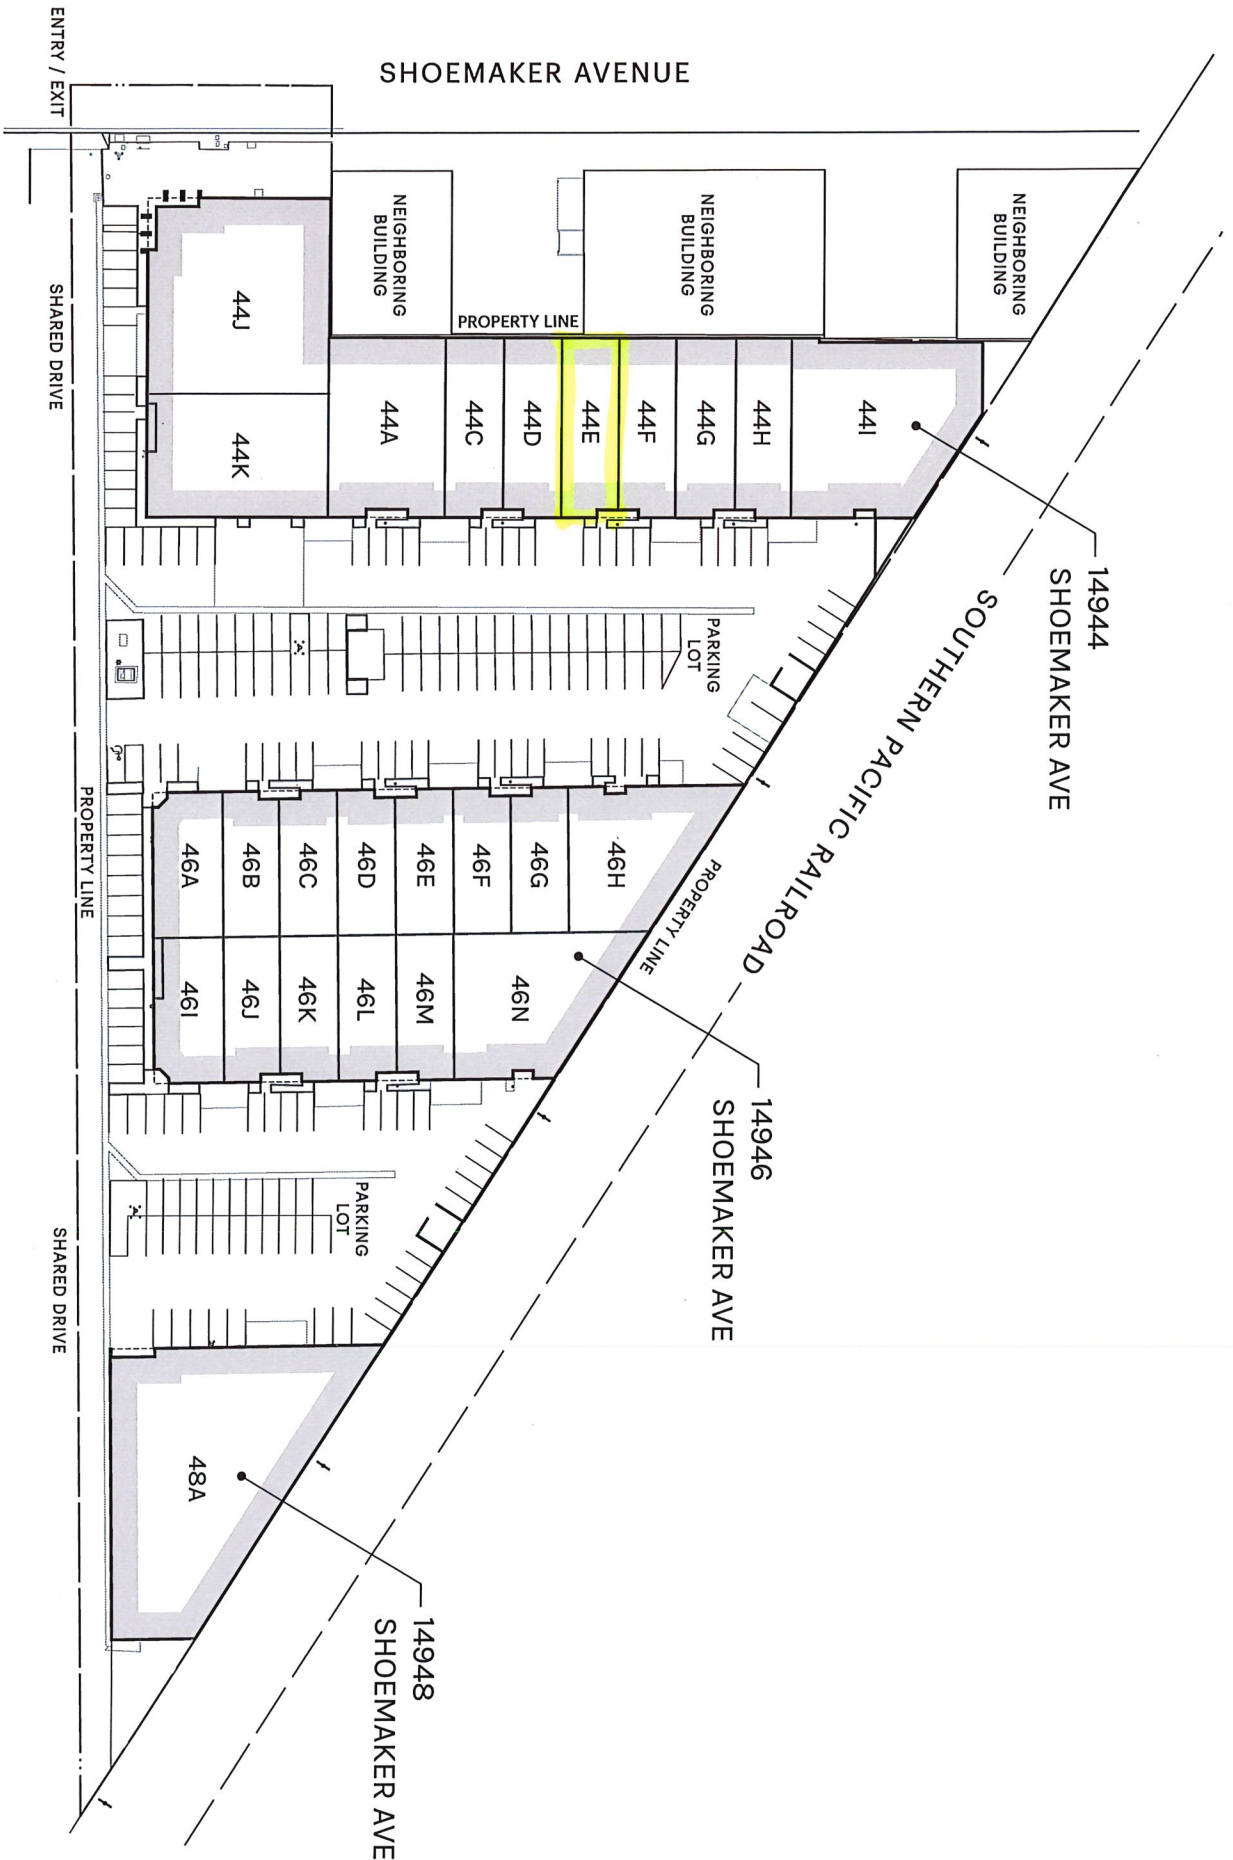 SHOEMAKER AVENUE
ENTRY / EXIT
NEIGHBORING
BUILDING
NEIGHBORING
BUILDING
NEIGHBORING
BUILDING
SHARED DRIVE
PROPERTY LINE
44J
44K
44A
44C
44D
44E
44F
44G
44H
44I
14944
SHOEMAKER AVE
SOUTHERN PACIFIC RAILROAD
PARKING
LOT
PROPERTY LINE
PROPERTY LINE
46A
46B
46C
46D
46E
46F
46G
46H
46I
46J
46K
46L
46M
46N
14946
SHOEMAKER AVE
PARKING
LOT
SHARED DRIVE
48A
14948
SHOEMAKER AVE